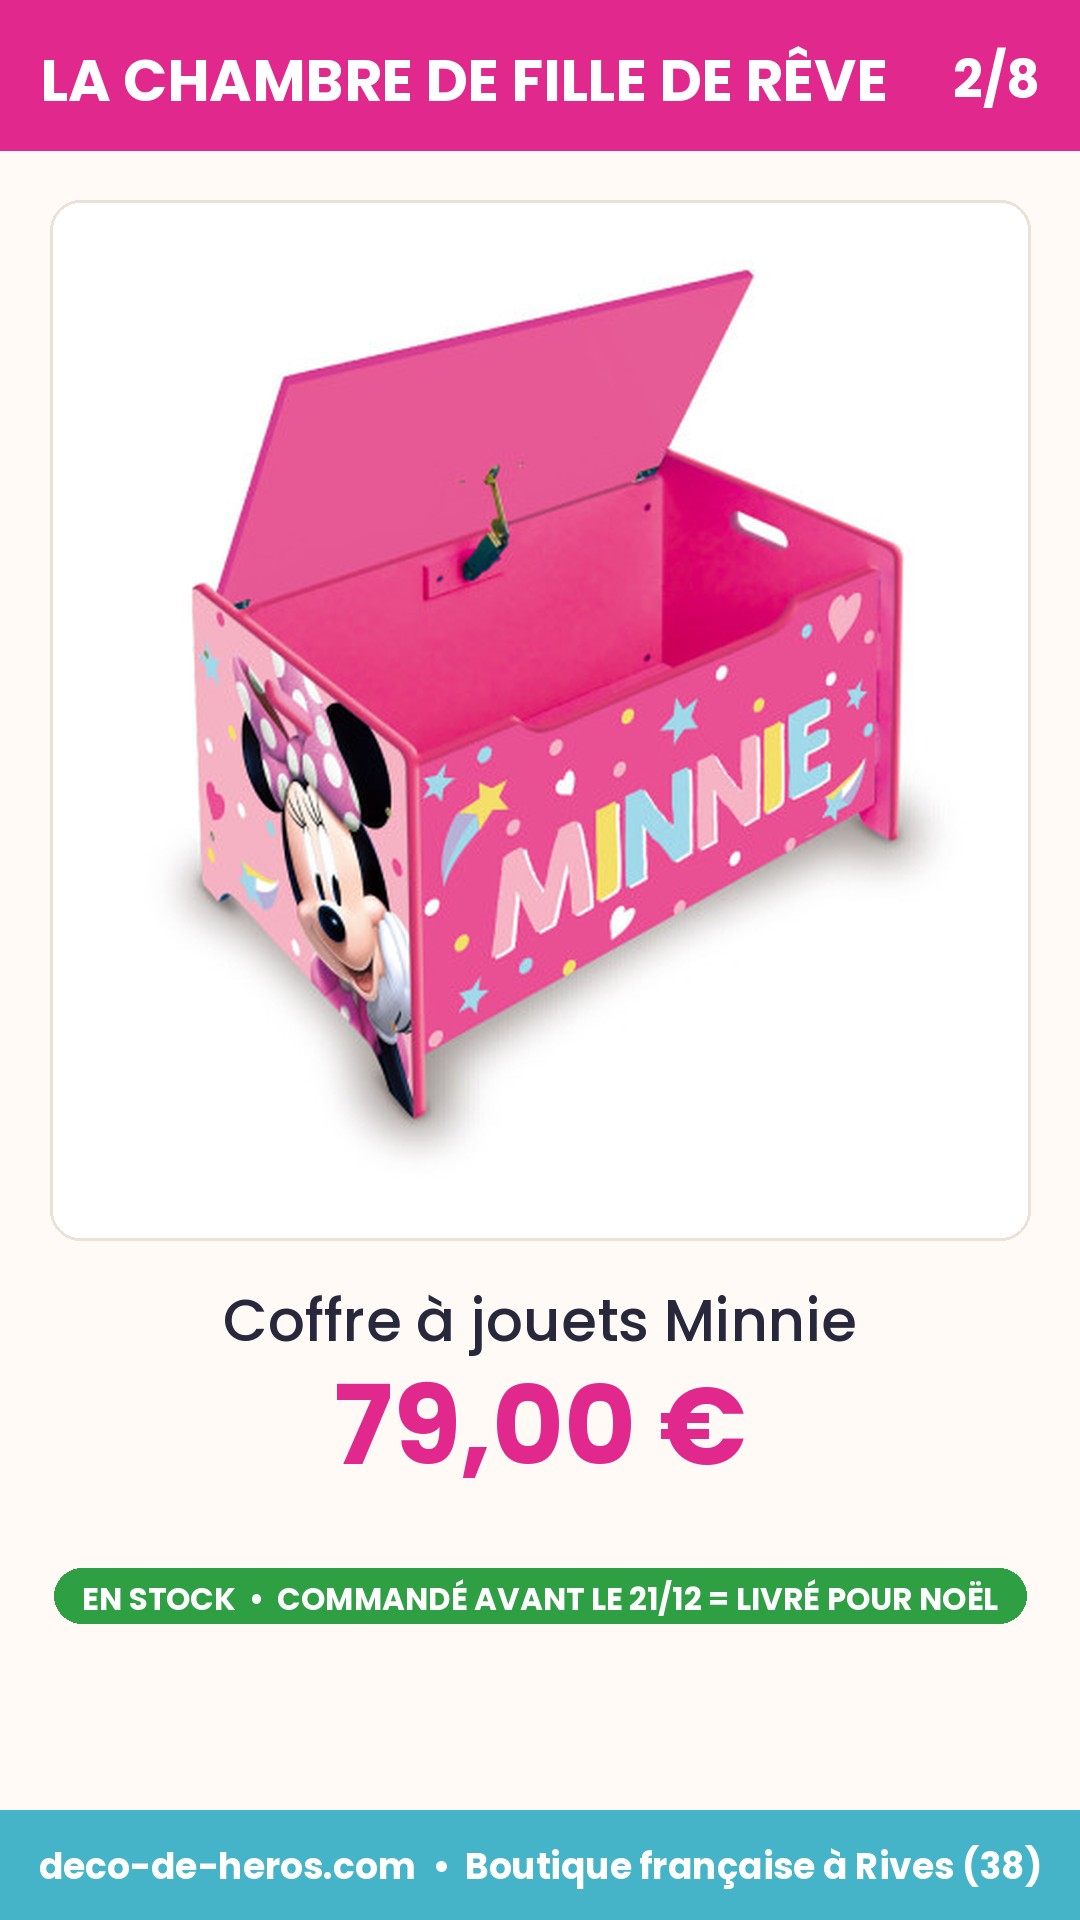 LA CHAMBRE DE FILLE DE RÊVE 2/8
MINNIE
Coffre à jouets Minnie
79,00 €
EN STOCK • COMMANDÉ AVANT LE 21/12 = LIVRÉ POUR NOËL
deco-de-heros.com • Boutique française à Rives (38)